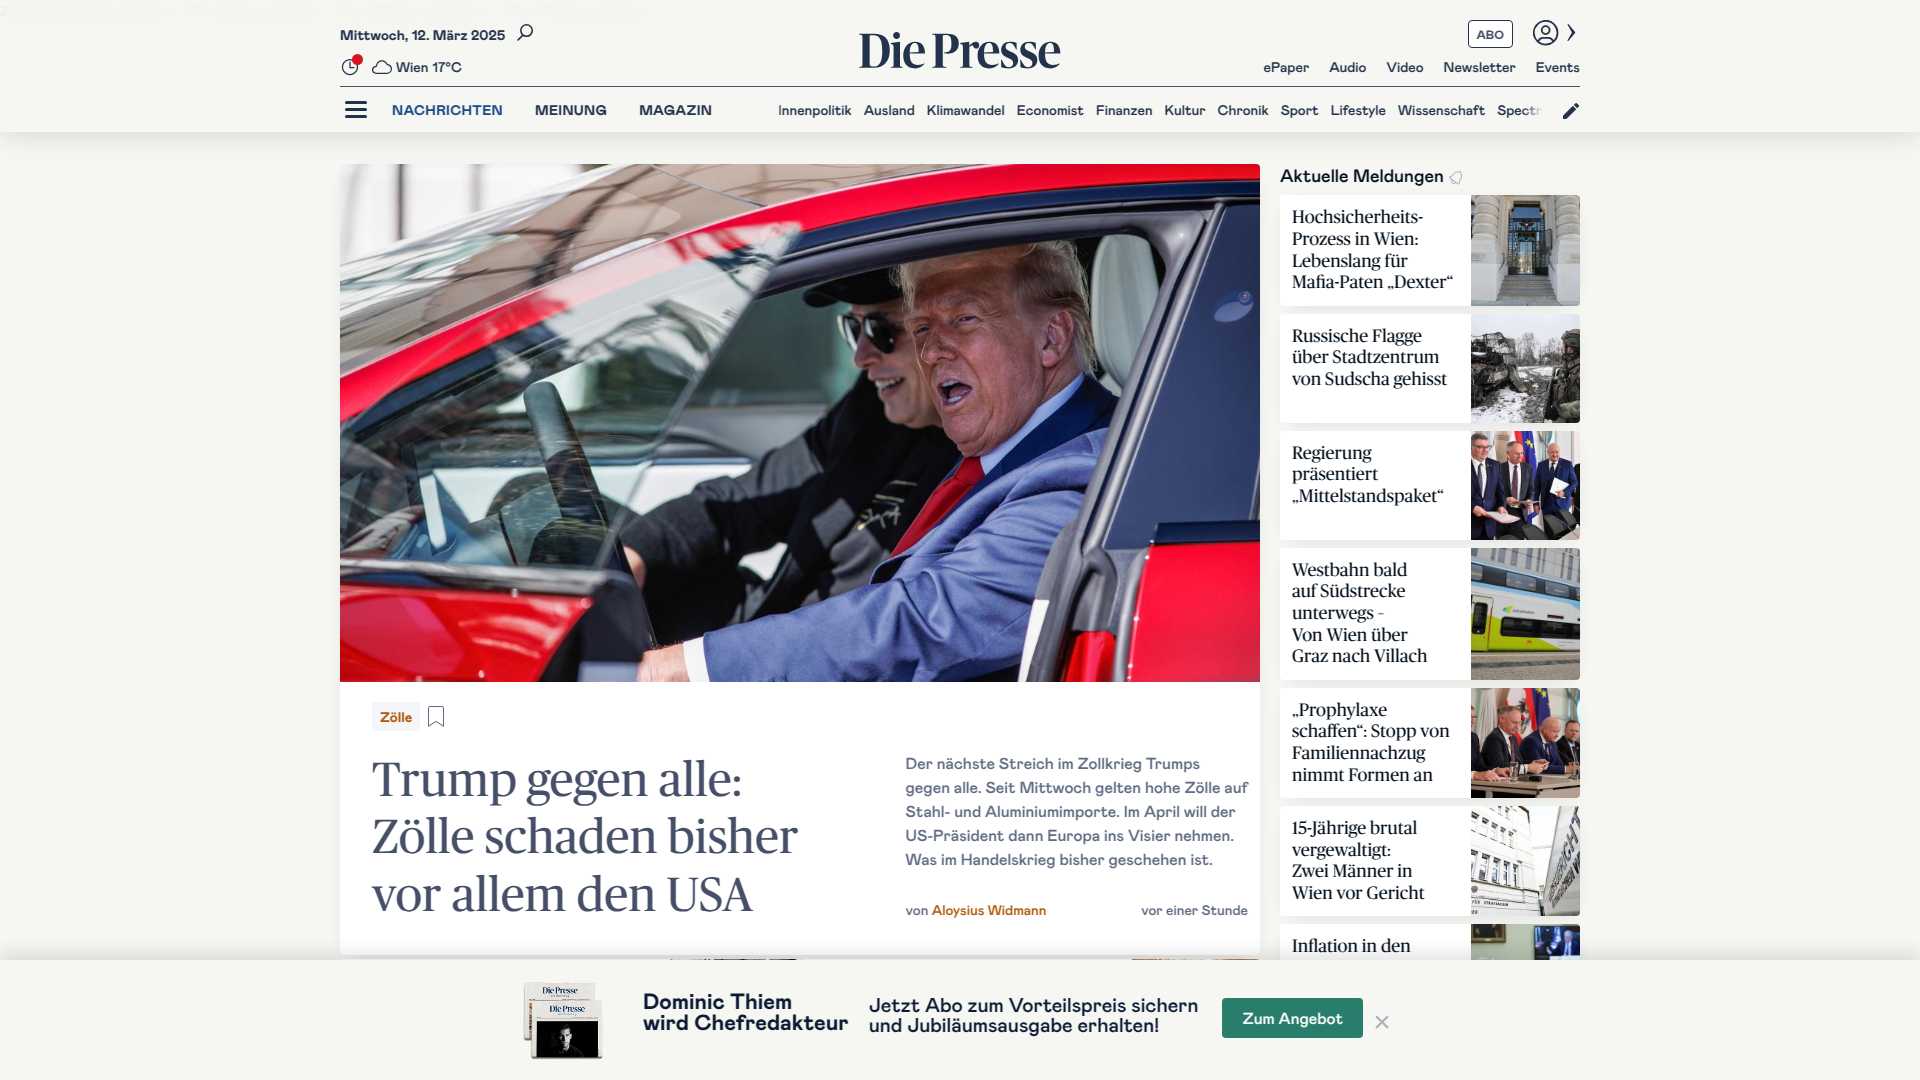 Mittwoch, 12. März 2025
Wien 17°C
Die Presse
ABO
ePaper Audio Video Newsletter Events
NACHRICHTEN MEINUNG MAGAZIN
Innenpolitik Ausland Klimawandel Economist Finanzen Kultur Chronik Sport Lifestyle Wissenschaft
Zölle
Trump gegen alle:
Zölle schaden bisher
vor allem den USA
Der nächste Streich im Zollkrieg Trumps
gegen alle. Seit Mittwoch gelten hohe Zölle auf
Stahl- und Aluminiumimporte. Im April will der
US-Präsident dann Europa ins Visier nehmen.
Was im Handelskrieg bisher geschehen ist.
von Aloysius Widmann
vor einer Stunde
Aktuelle Meldungen
Hochsicherheits-
Prozess in Wien:
Lebenslang für
Mafia-Paten „Dexter“
Russische Flagge
über Stadtzentrum
von Sudscha gehisst
Regierung
präsentiert
„Mittelstandspaket“
Westbahn bald
auf Südstrecke
unterwegs –
Von Wien über
Graz nach Villach
„Prophylaxe
schaffen“: Stopp von
Familiennachzug
nimmt Formen an
15-Jährige brutal
vergewaltigt:
Zwei Männer in
Wien vor Gericht
Inflation in den
Die Presse
Die Presse
Dominic Thiem
wird Chefredakteur
Jetzt Abo zum Vorteilspreis sichern
und Jubiläumsausgabe erhalten!
Zum Angebot